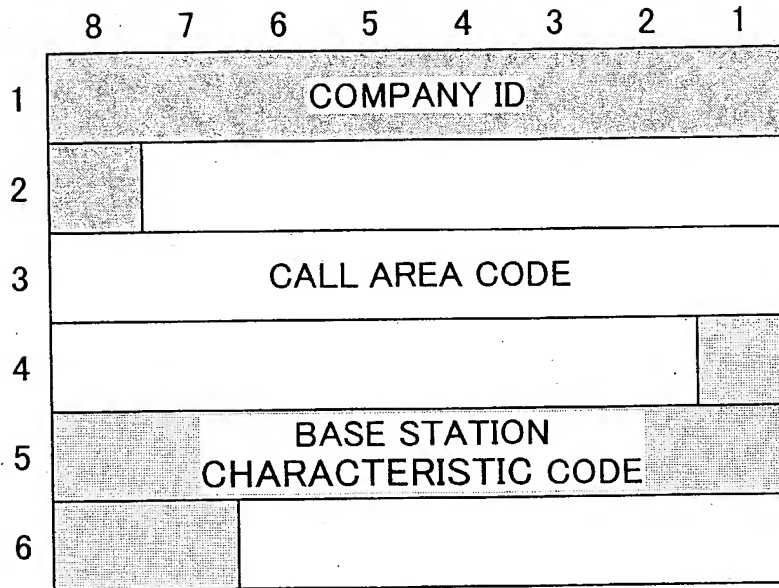 8 7 6 5 4 3 2 1
1 COMPANY ID
2
3 CALL AREA CODE
4
5 BASE STATION
CHARACTERISTIC CODE
6